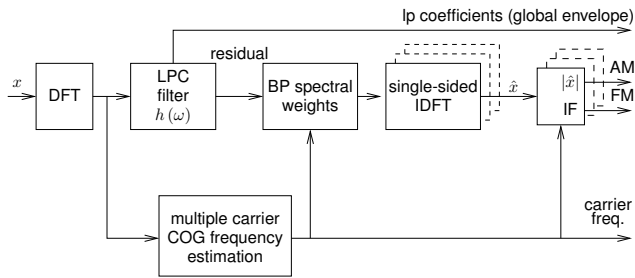 lp coefficients (global envelope)
residual
x
DFT
LPC
filter
h (ω)
BP spectral
weights
single-sided
IDFT
x̂
|x̂|
IF
AM
FM
multiple carrier
COG frequency
estimation
carrier
freq.